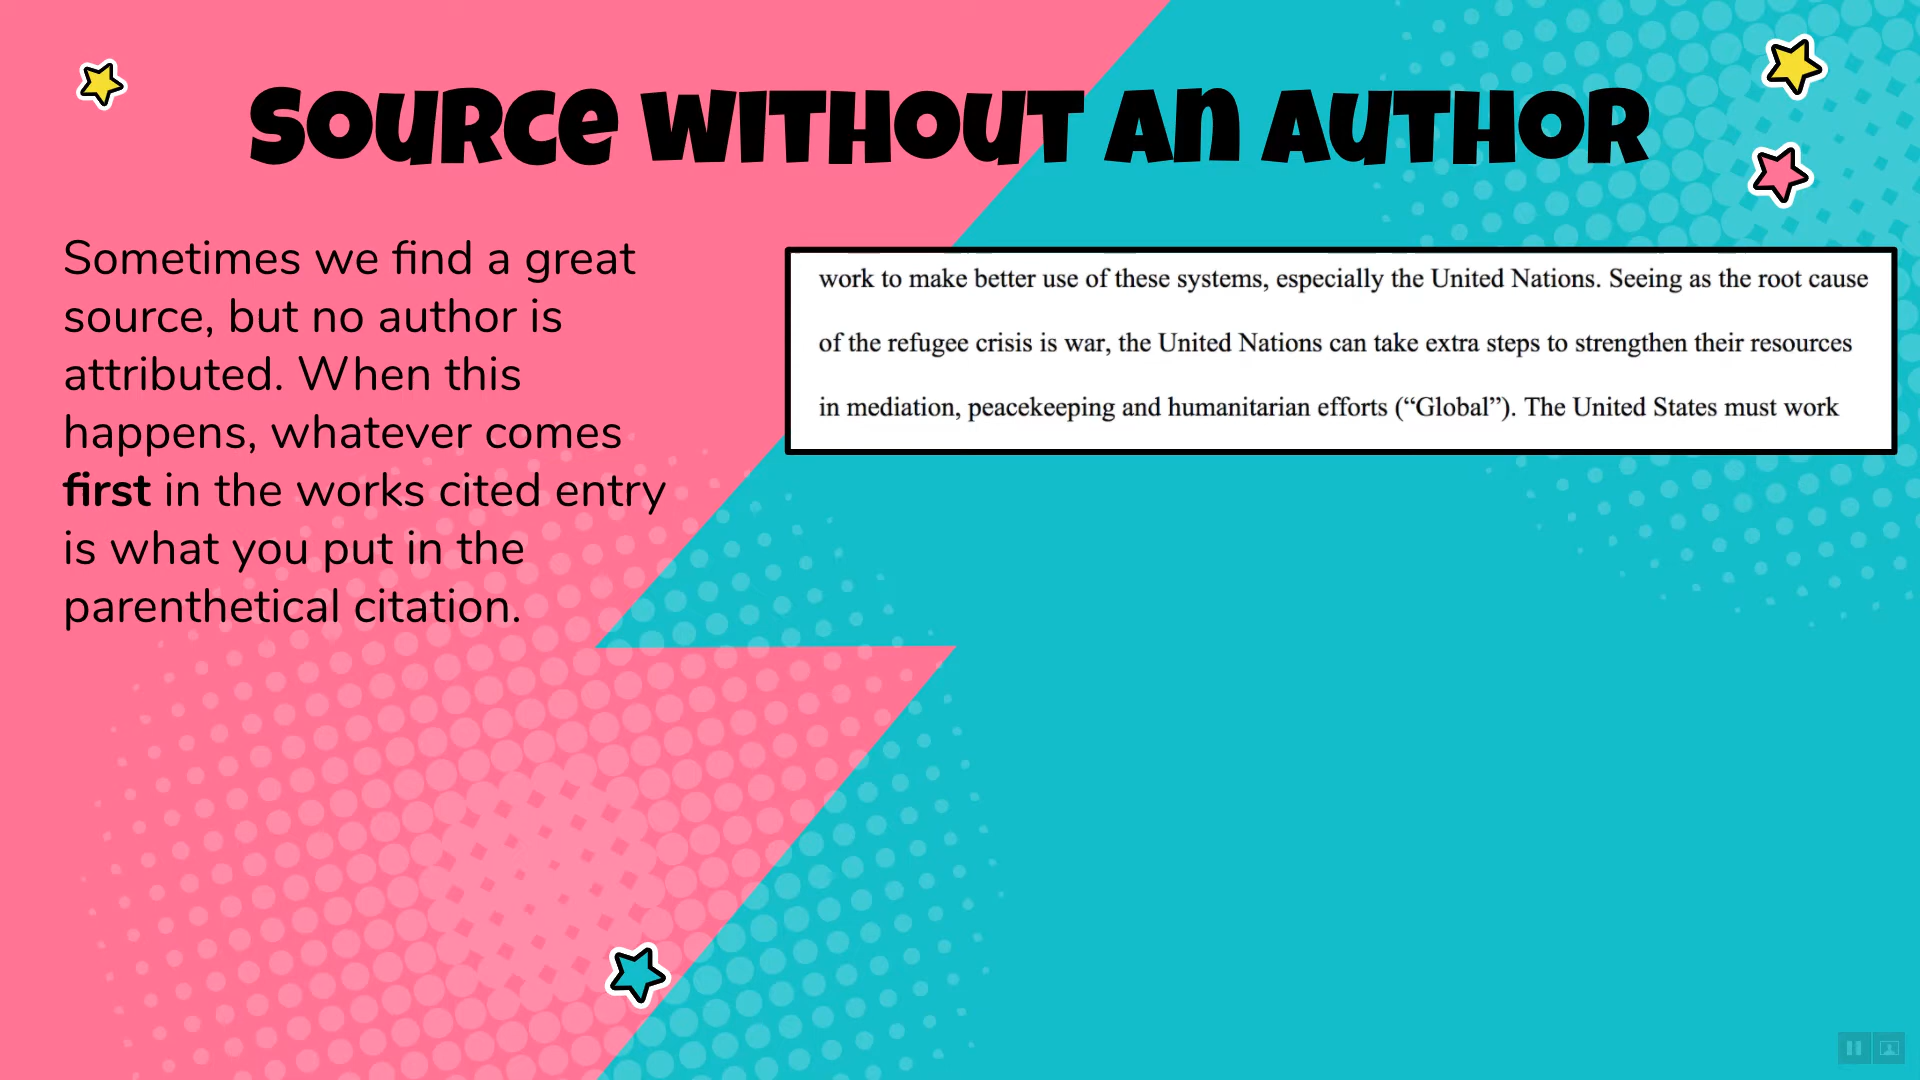 Source without an author
Sometimes we find a great
source, but no author is
attributed. When this
happens, whatever comes
first in the works cited entry
is what you put in the
parenthetical citation.
work to make better use of these systems, especially the United Nations. Seeing as the root cause
of the refugee crisis is war, the United Nations can take extra steps to strengthen their resources
in mediation, peacekeeping and humanitarian efforts (“Global”). The United States must work